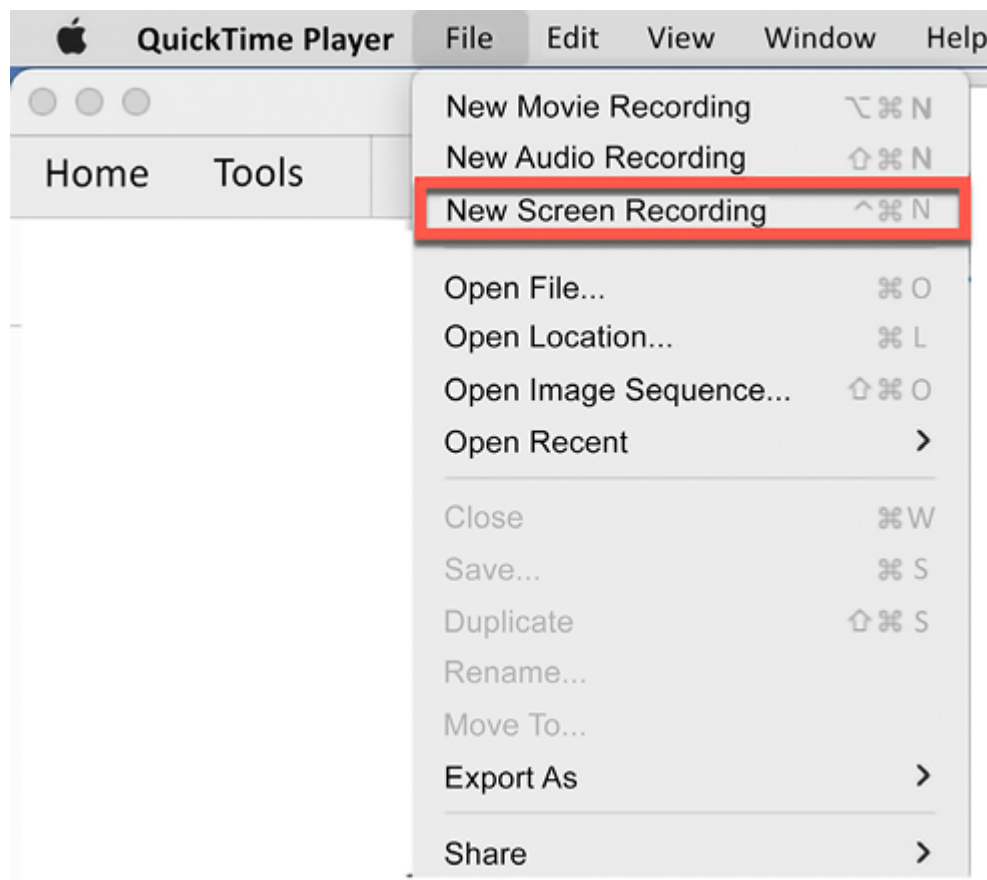 QuickTime Player File Edit View Window Help
Home Tools
New Movie Recording ⌥⌘N
New Audio Recording ⇧⌘N
New Screen Recording ^⌘N
Open File... ⌘O
Open Location... ⌘L
Open Image Sequence... ⇧⌘O
Open Recent >
Close ⌘W
Save... ⌘S
Duplicate ⇧⌘S
Rename...
Move To...
Export As >
Share >